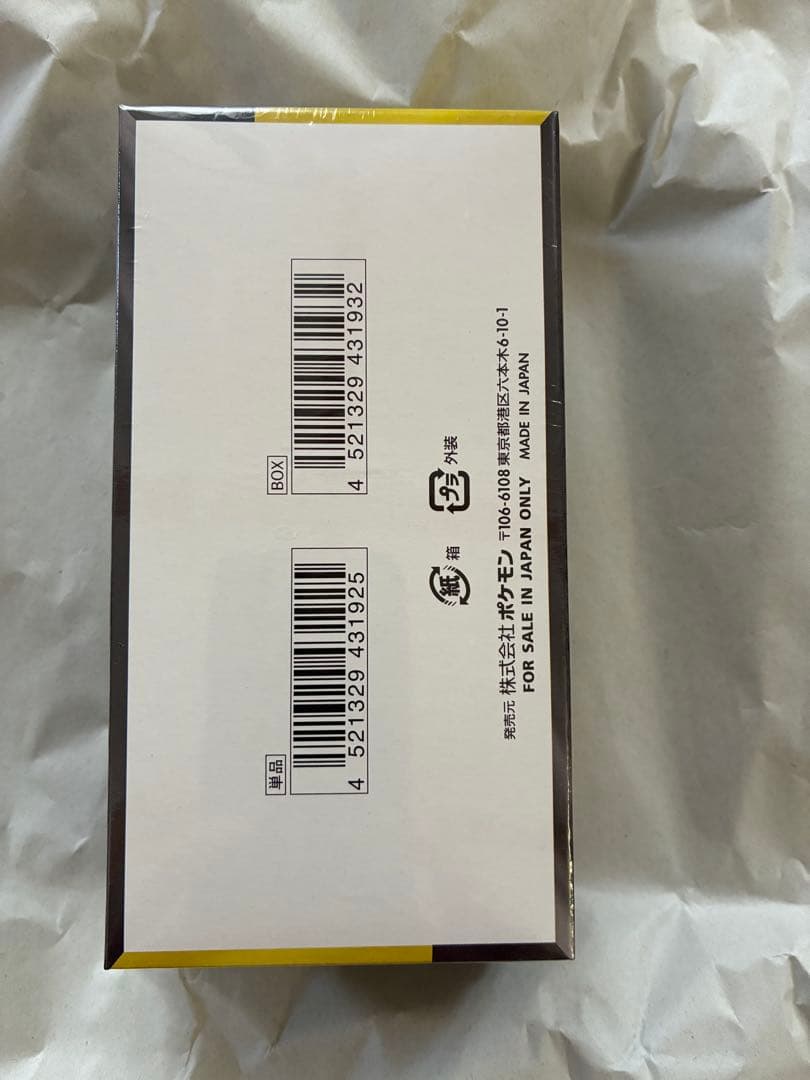 単品
4 521329 431925
BOX
4 521329 431932
紙 箱
プラ 外装
発売元 株式会社ポケモン 〒106-6108 東京都港区六本木6-10-1
FOR SALE IN JAPAN ONLY MADE IN JAPAN